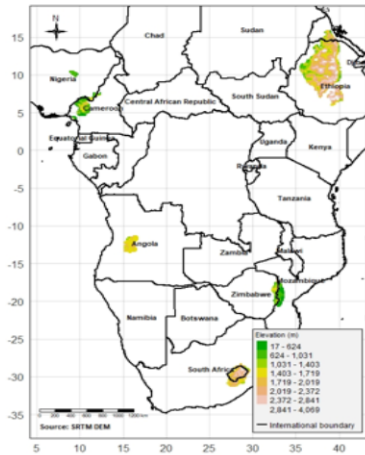 N
Chad
Sudan
Nigeria
Ethiopia
Cameroon
Central African Republic
South Sudan
Equatorial Guinea
Gabon
Uganda
Kenya
Rwanda
Tanzania
Angola
Zambia
Malawi
Mozambique
Zimbabwe
Namibia
Botswana
South Africa
15
10
5
0
-5
-10
-15
-20
-25
-30
-35
Elevation (m)
17 - 624
624 - 1,031
1,031 - 1,403
1,403 - 1,719
1,719 - 2,019
2,019 - 2,372
2,372 - 2,841
2,841 - 4,069
International boundary
Source: SRTM DEM
5 10 15 20 25 30 35 40